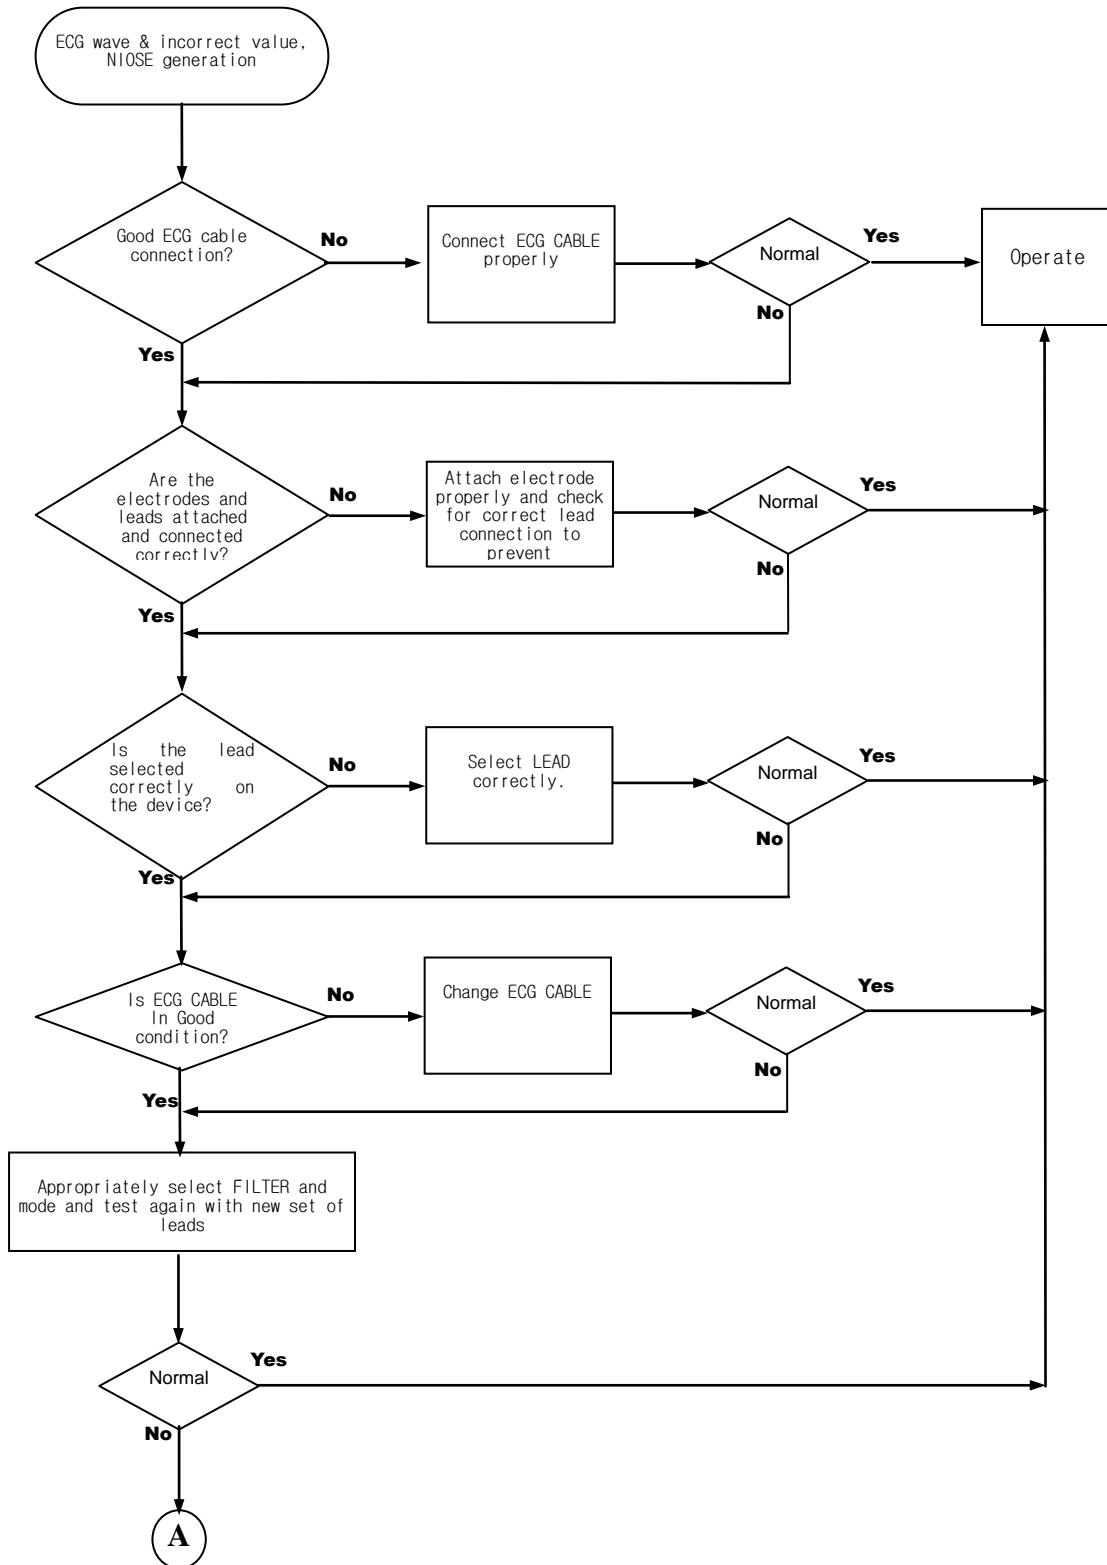 ECG wave & incorrect value,
NIOSE generation
Good ECG cable
connection?
No
Connect ECG CABLE
properly
Normal
Yes
Operate
No
Yes
Are the
electrodes and
leads attached
and connected
correctly?
No
Attach electrode
properly and check
for correct lead
connection to
prevent
Normal
Yes
No
Yes
Is the lead
selected
correctly on
the device?
No
Select LEAD
correctly.
Normal
Yes
No
Yes
Is ECG CABLE
In Good
condition?
No
Change ECG CABLE
Normal
Yes
No
Yes
Appropriately select FILTER and
mode and test again with new set of
leads
Normal
Yes
No
A